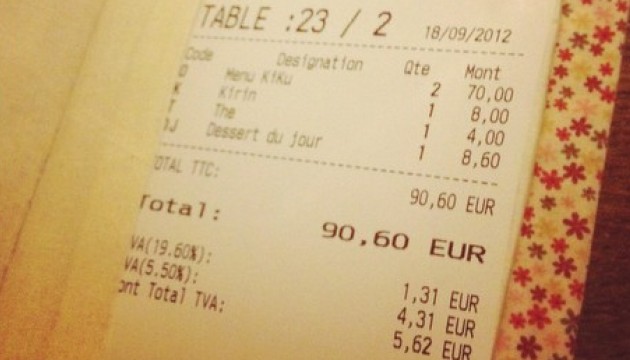 TABLE :23 / 2 18/09/2012
Code Designation Qte Mont
D Menu KiKu 2 70,00
K Kirin 1 8,00
T The 1 4,00
DJ Dessert du jour 1 8,60
OTAL TTC: 90,60 EUR
Total: 90,60 EUR
VA(19.60%): 1,31 EUR
VA(5.50%): 4,31 EUR
ont Total TVA: 5,62 EUR